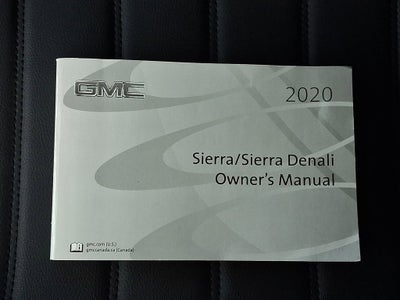 GMC
2020
Sierra/Sierra Denali
Owner's Manual
gmc.com (U.S.)
gmccanada.ca (Canada)